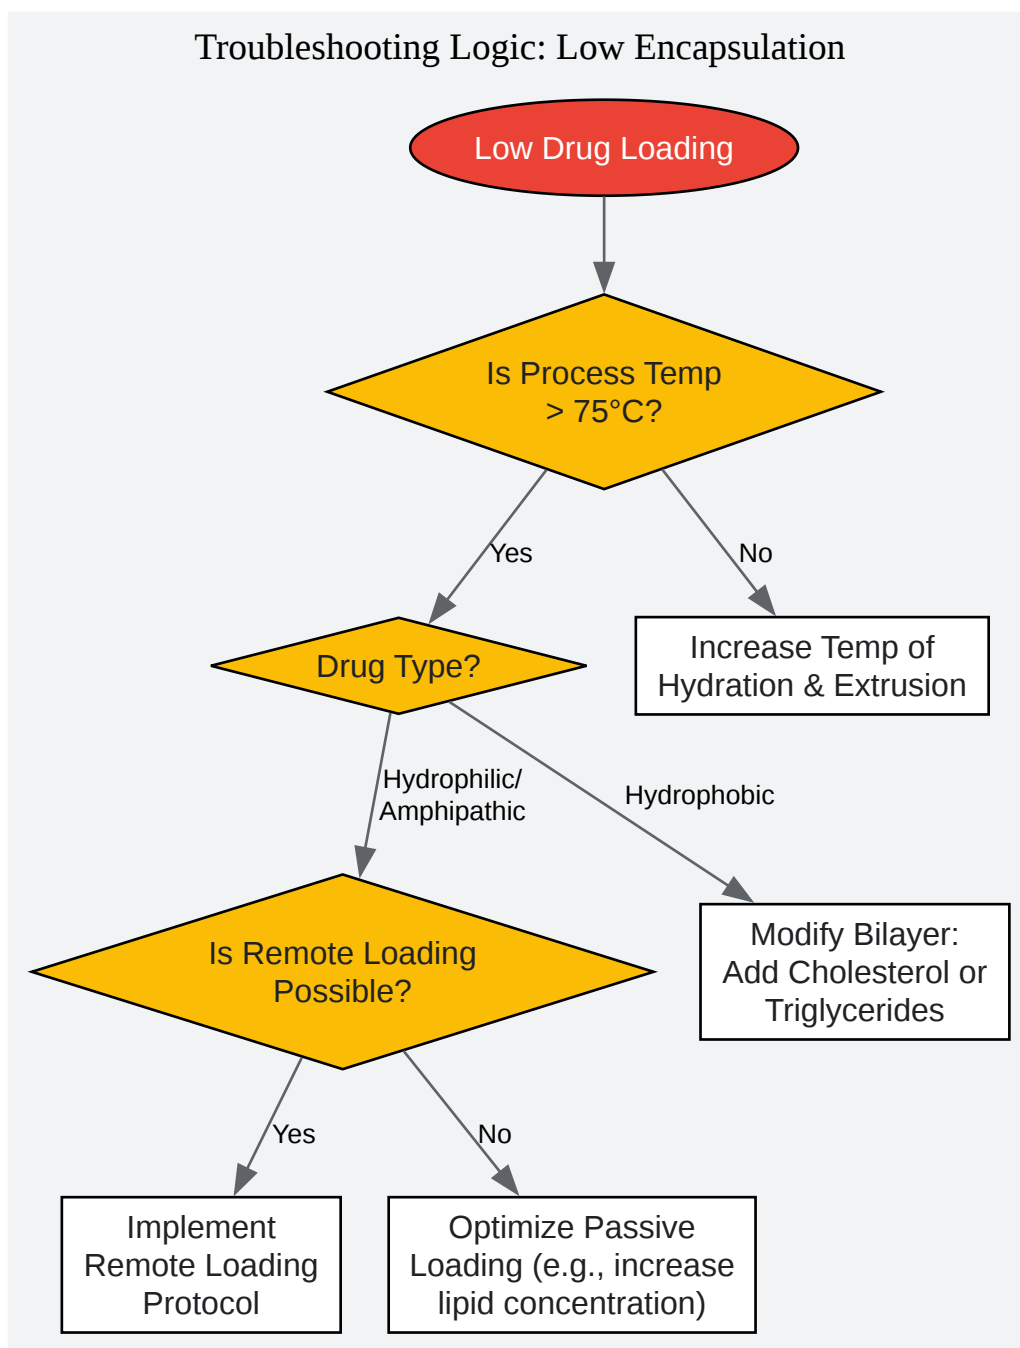 Troubleshooting Logic: Low Encapsulation
Low Drug Loading
Is Process Temp
> 75°C?
Yes
No
Drug Type?
Increase Temp of
Hydration & Extrusion
Hydrophilic/
Amphipathic
Hydrophobic
Is Remote Loading
Possible?
Modify Bilayer:
Add Cholesterol or
Triglycerides
Yes
No
Implement
Remote Loading
Protocol
Optimize Passive
Loading (e.g., increase
lipid concentration)